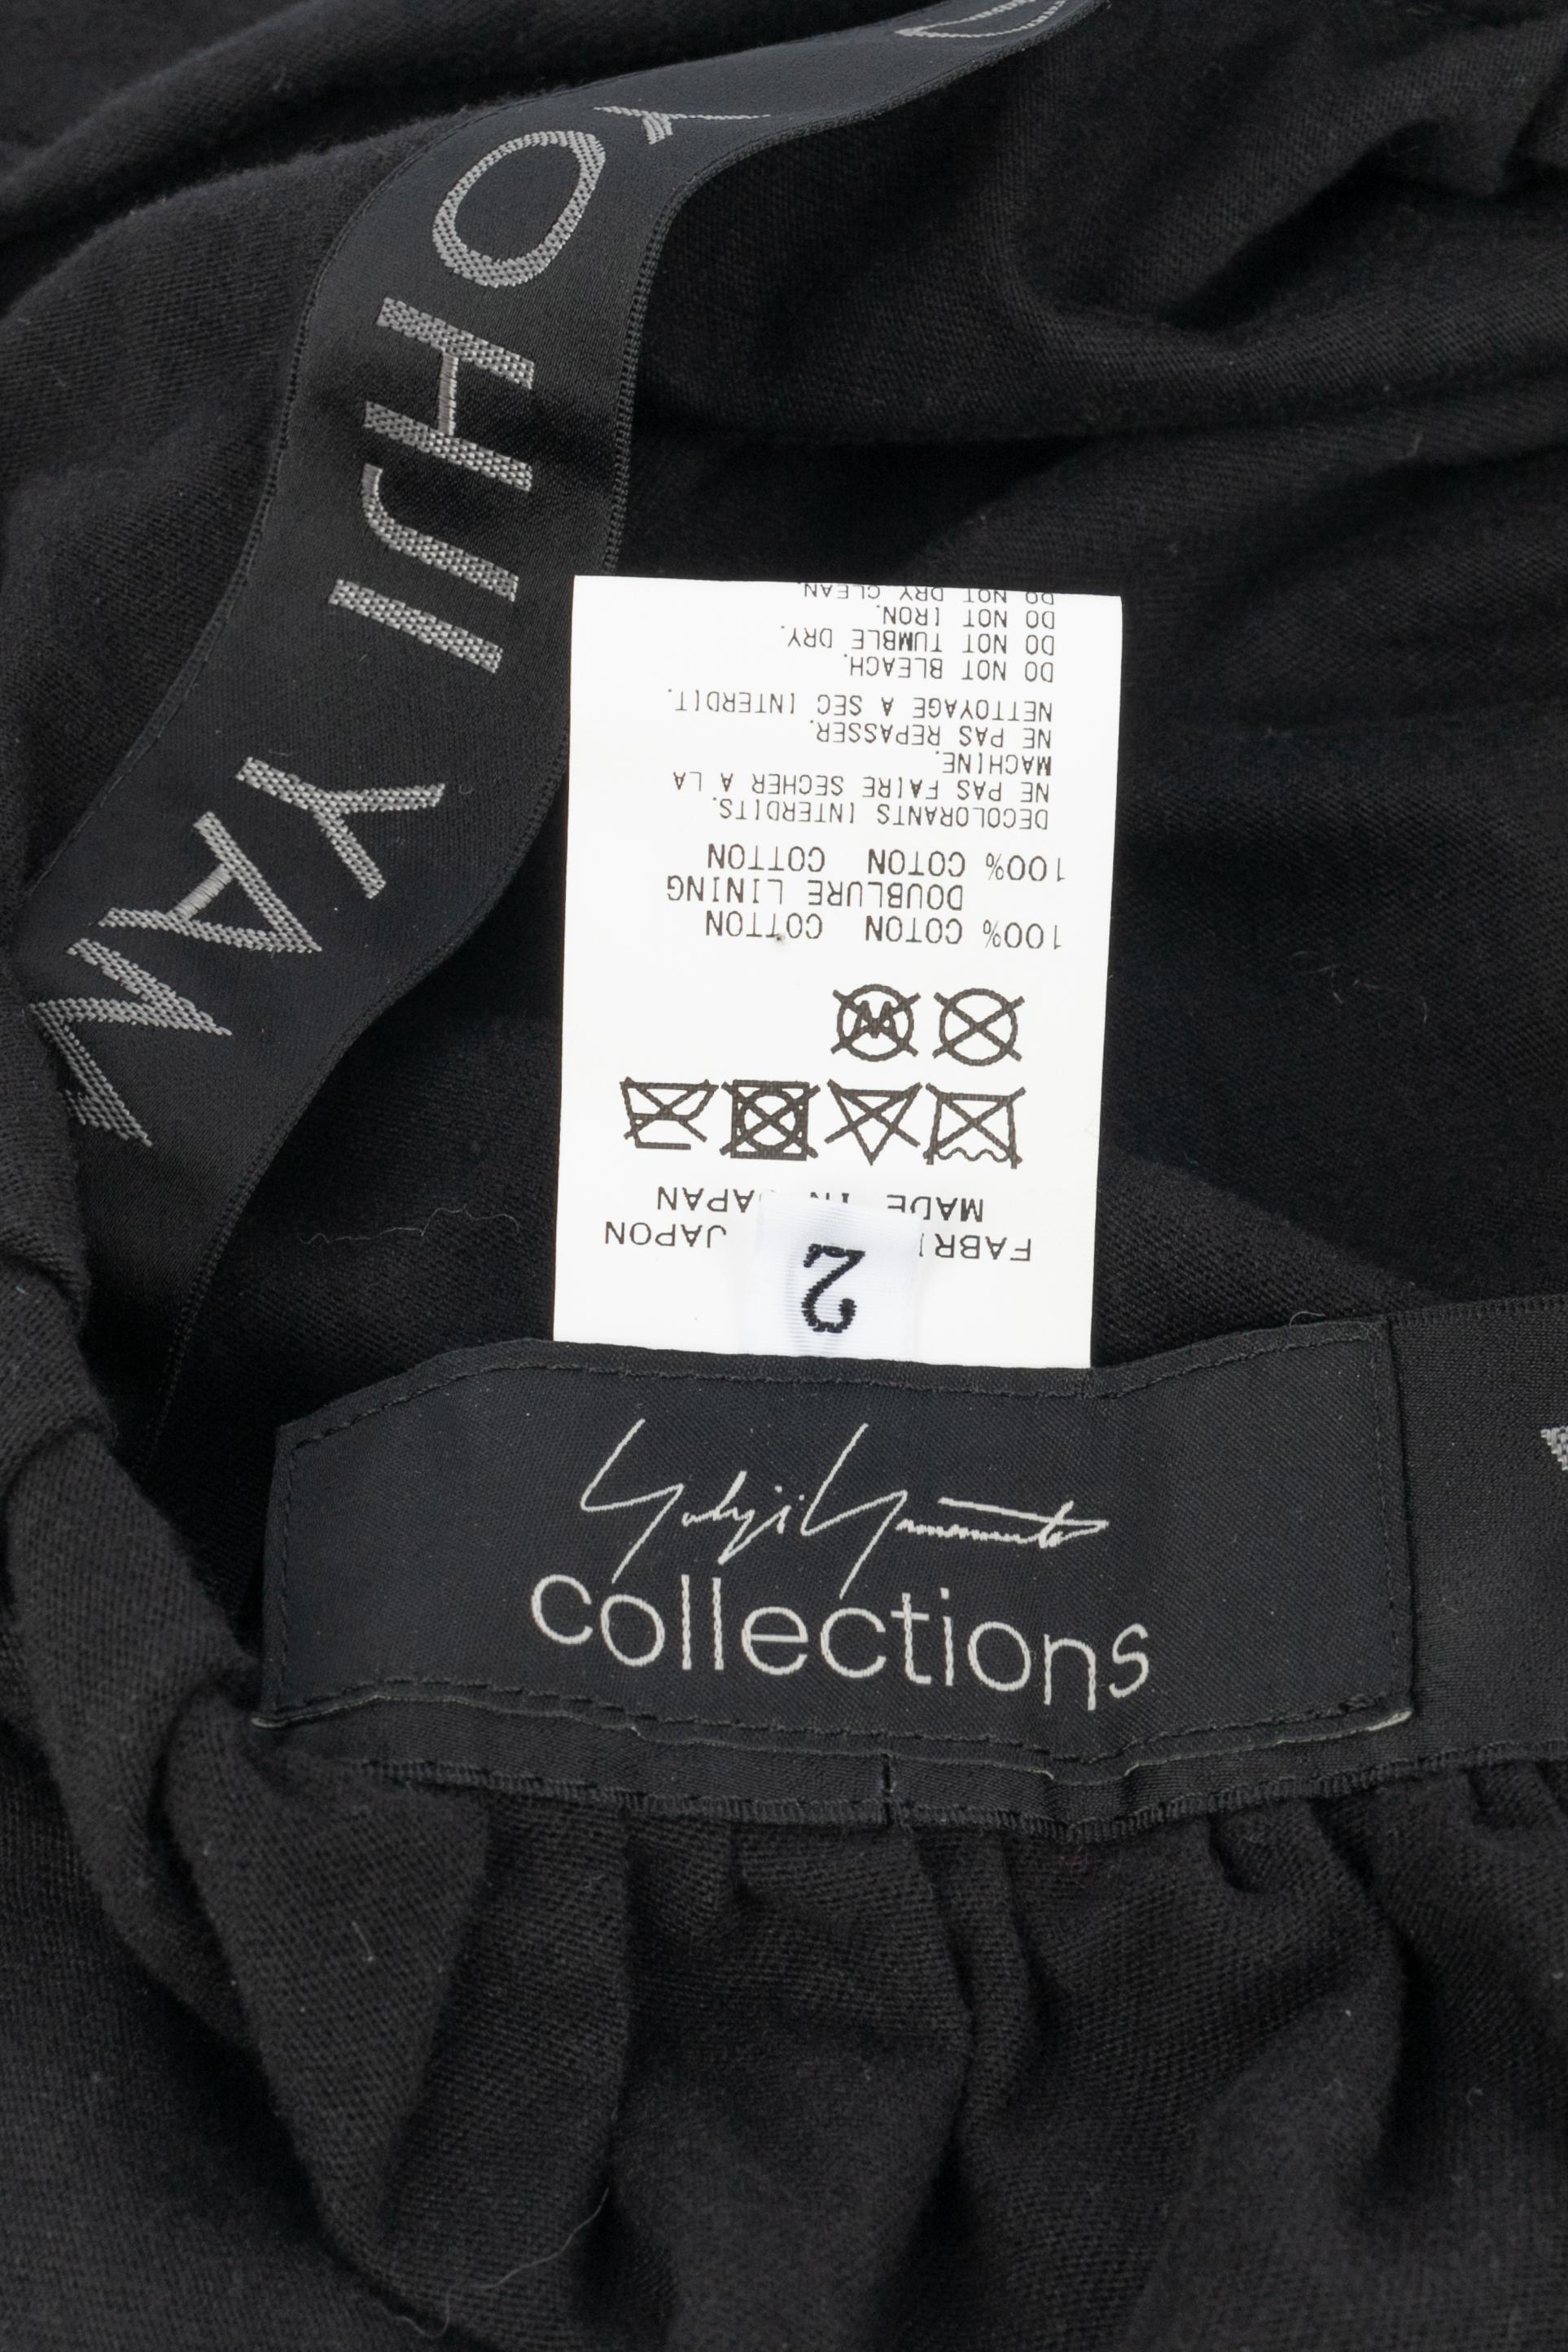 YOHJI YAM
Yohji Yamamoto
collections
2
FABRI JAPON
MADE IN JAPAN
100% COTON COTTON
DOUBLURE LINING
100% COTON COTTON
DECOLORANTS INTERDITS.
NE PAS FAIRE SECHER A LA
MACHINE.
NE PAS REPASSER.
NETTOYAGE A SEC INTERDIT.
DO NOT BLEACH.
DO NOT TUMBLE DRY.
DO NOT IRON.
DO NOT DRY CLEAN